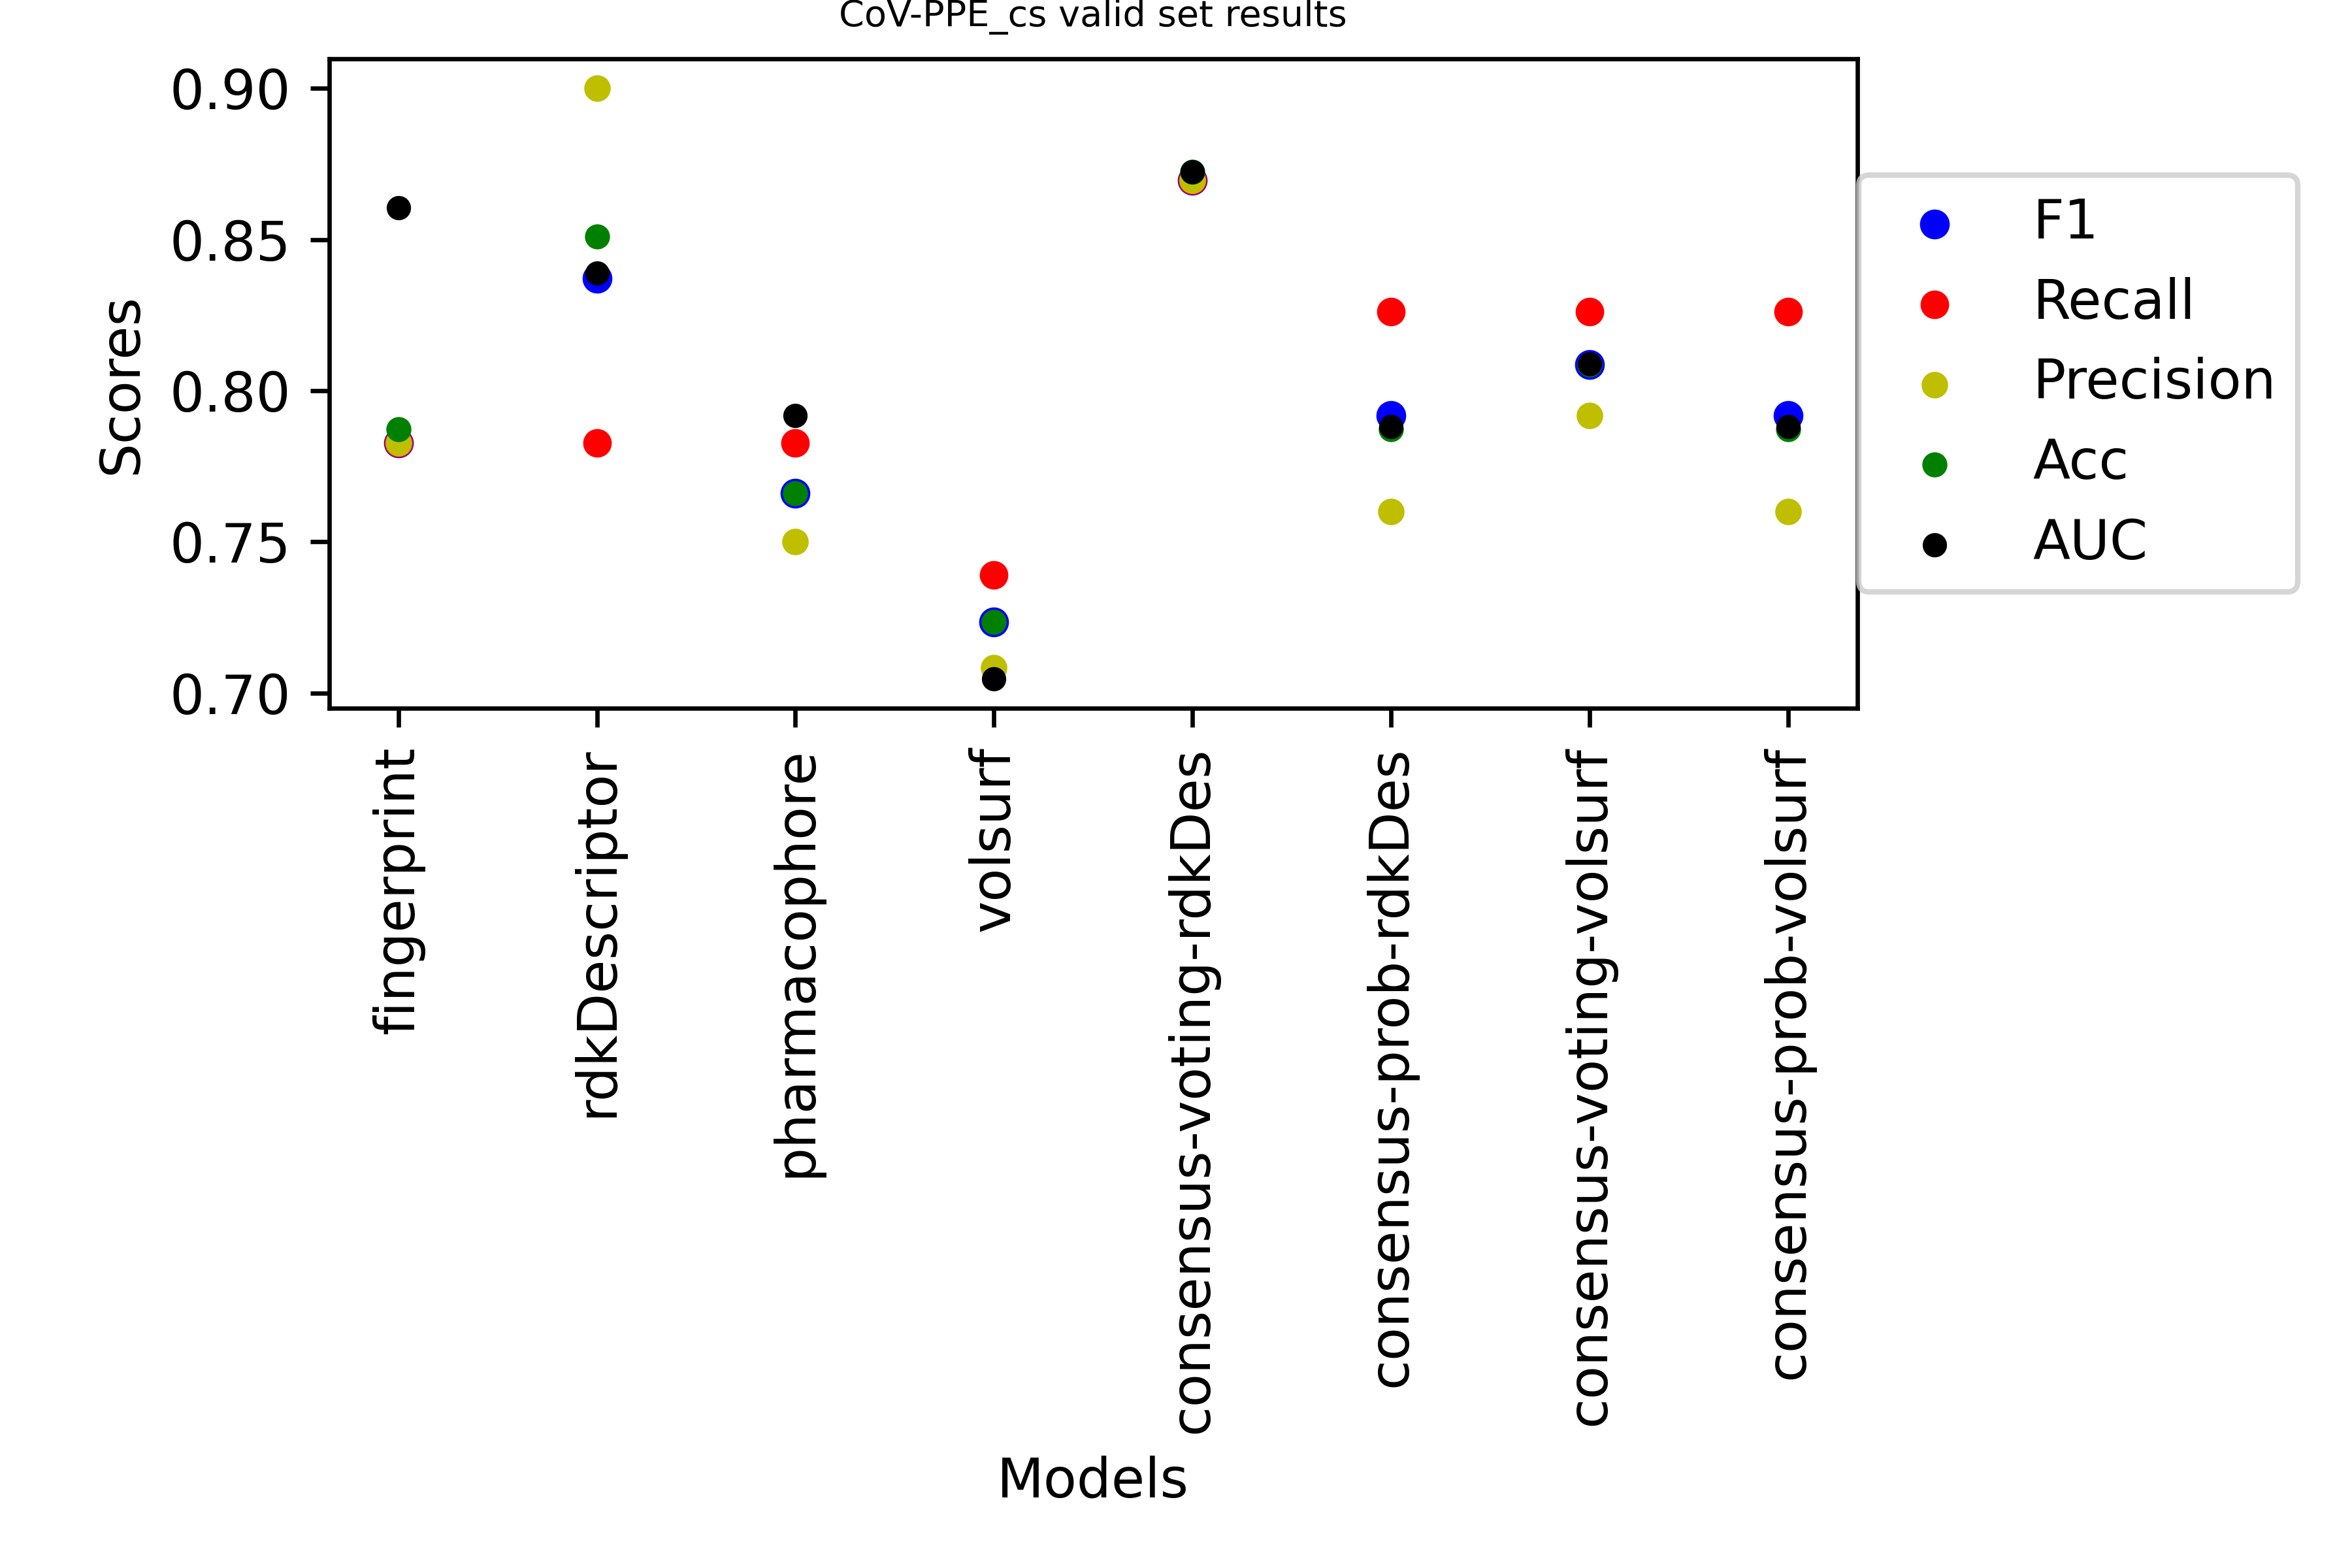 CoV-PPE_cs valid set results
Scores
0.90
0.85
0.80
0.75
0.70
fingerprint
rdkDescriptor
pharmacophore
volsurf
consensus-voting-rdkDes
consensus-prob-rdkDes
consensus-voting-volsurf
consensus-prob-volsurf
Models
F1
Recall
Precision
Acc
AUC